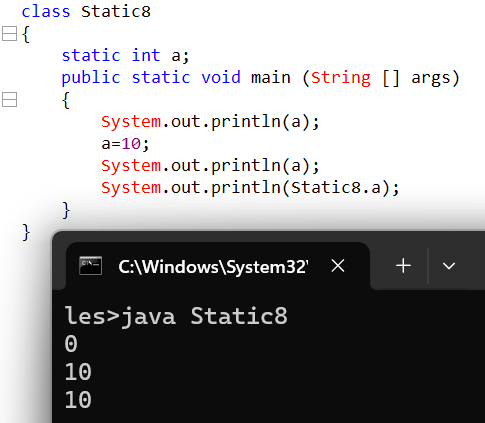 class Static8
{
static int a;
public static void main (String [] args)
{
System.out.println(a);
a=10;
System.out.println(a);
System.out.println(Static8.a);
}
}
C:\Windows\System32
les>java Static8
0
10
10